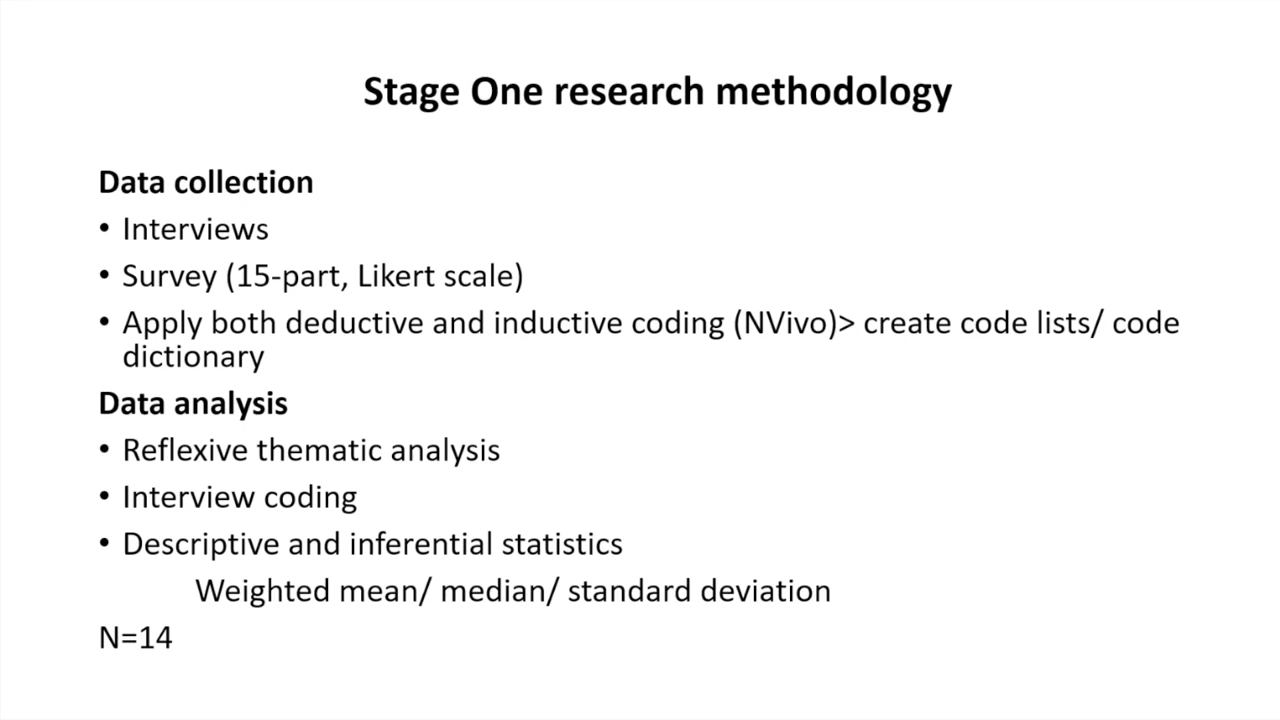 Stage One research methodology
Data collection
• Interviews
• Survey (15-part, Likert scale)
• Apply both deductive and inductive coding (NVivo)> create code lists/ code
dictionary
Data analysis
• Reflexive thematic analysis
• Interview coding
• Descriptive and inferential statistics
Weighted mean/ median/ standard deviation
N=14